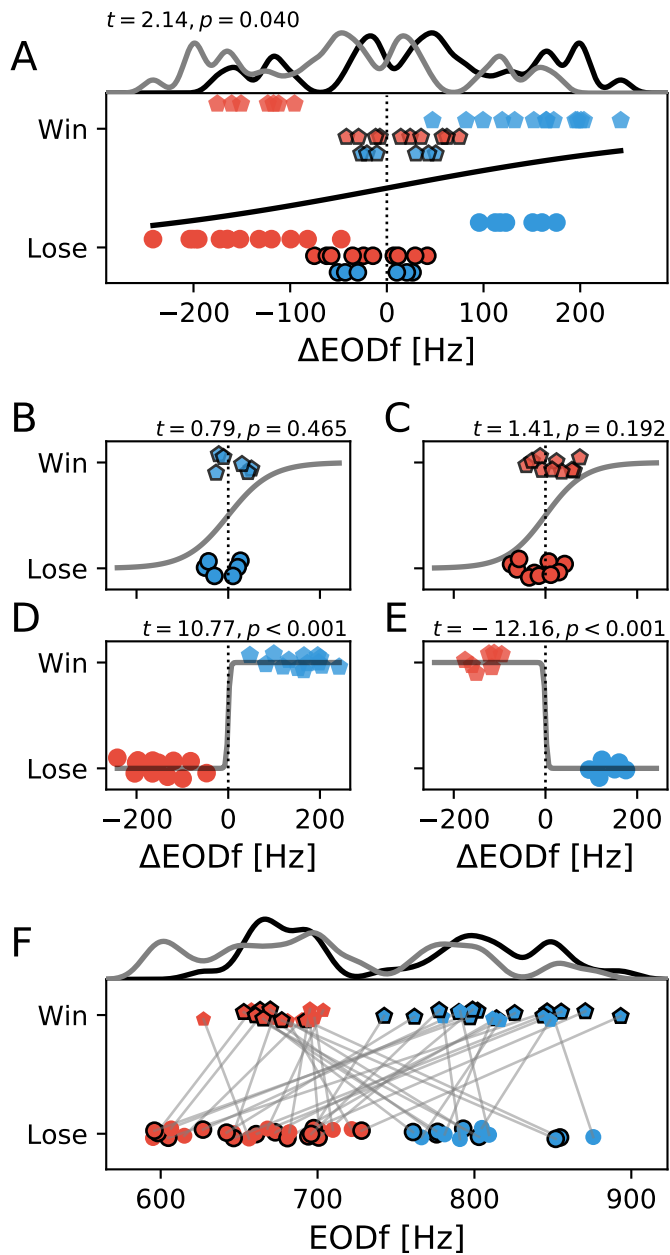 t = 2.14, p = 0.040
A
Win
Lose
−200 −100 0 100 200
ΔEODf [Hz]
B C
t = 0.79, p = 0.465 t = 1.41, p = 0.192
Win
Lose
D E
t = 10.77, p < 0.001 t = −12.16, p < 0.001
Win
Lose
−200 0 200 −200 0 200
ΔEODf [Hz] ΔEODf [Hz]
F
Win
Lose
600 700 800 900
EODf [Hz]